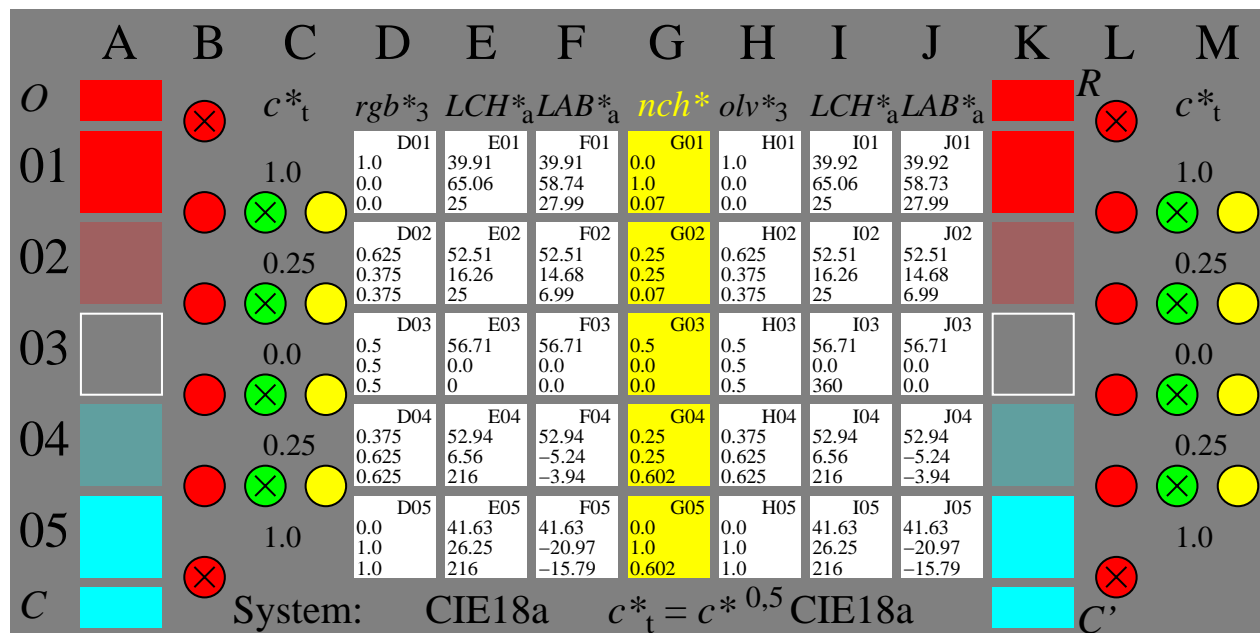 A B C D E F G H I J K L M
O c*t rgb*3 LCH*a LAB*a nch* olv*3 LCH*a LAB*a R c*t
01 1.0 1.0
D01 E01 F01 G01 H01 I01 J01
1.0 39.91 39.91 0.0 1.0 39.92 39.92
0.0 65.06 58.74 1.0 0.0 65.06 58.73
0.0 25 27.99 0.07 0.0 25 27.99
02 0.25 0.25
D02 E02 F02 G02 H02 I02 J02
0.625 52.51 52.51 0.25 0.625 52.51 52.51
0.375 16.26 14.68 0.25 0.375 16.26 14.68
0.375 25 6.99 0.07 0.375 25 6.99
03 0.0 0.0
D03 E03 F03 G03 H03 I03 J03
0.5 56.71 56.71 0.5 0.5 56.71 56.71
0.5 0.0 0.0 0.0 0.5 0.0 0.0
0.5 0 0.0 0.0 0.5 360 0.0
04 0.25 0.25
D04 E04 F04 G04 H04 I04 J04
0.375 52.94 52.94 0.25 0.375 52.94 52.94
0.625 6.56 −5.24 0.25 0.625 6.56 −5.24
0.625 216 −3.94 0.602 0.625 216 −3.94
05 1.0 1.0
D05 E05 F05 G05 H05 I05 J05
0.0 41.63 41.63 0.0 0.0 41.63 41.63
1.0 26.25 −20.97 1.0 1.0 26.25 −20.97
1.0 216 −15.79 0.602 1.0 216 −15.79
C System: CIE18a c*t = c* 0,5 CIE18a C’